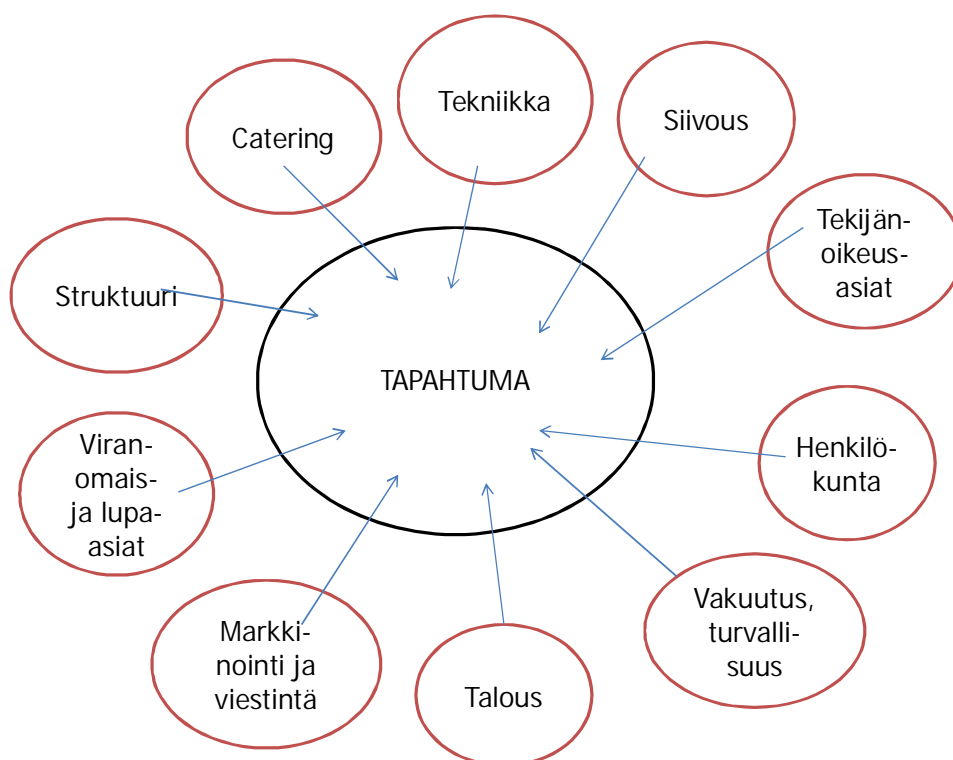 Tekniikka
Catering
Siivous
Tekijän-
oikeus-
asiat
Struktuuri
TAPAHTUMA
Henkilö-
kunta
Viran-
omais-
ja lupa-
asiat
Vakuutus,
turvalli-
suus
Markki-
nointi ja
viestintä
Talous